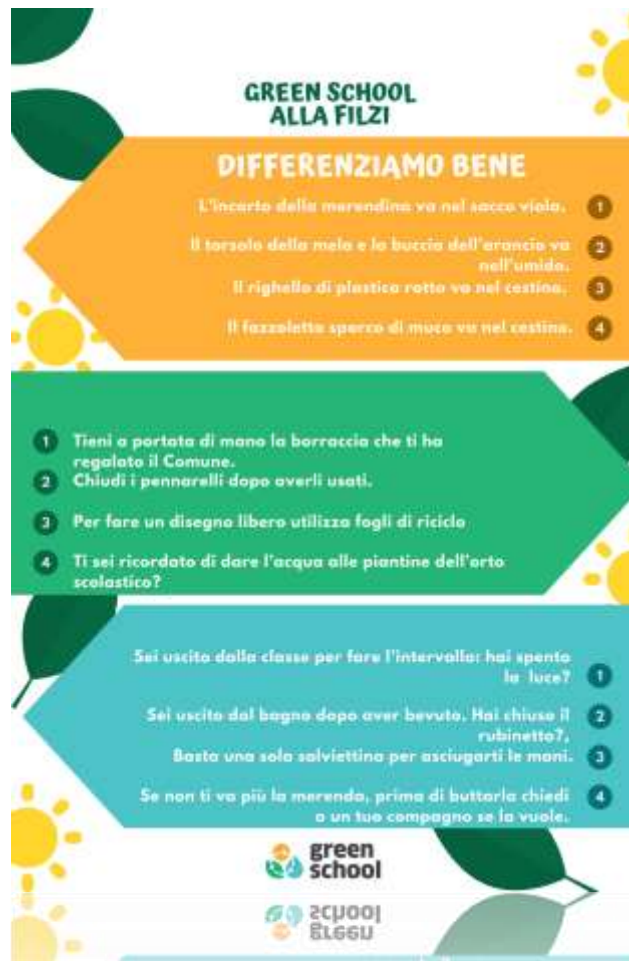 GREEN SCHOOL
ALLA FILZI
DIFFERENZIAMO BENE
L'incarto della merendina va nel sacco viola. 1
Il torsolo della mela e la buccia dell'arancia va 2
nell'umido.
Il righello di plastica rotto va nel cestino. 3
Il fazzoletto sporco di muco va nel cestino. 4
1 Tieni a portata di mano la borraccia che ti ha
regalato il Comune.
2 Chiudi i pennarelli dopo averli usati.
3 Per fare un disegno libero utilizza fogli di riciclo
4 Ti sei ricordato di dare l'acqua alle piantine dell'orto
scolastico?
Sei uscito dalla classe per fare l'intervallo: hai spento
la luce? 1
Sei uscito dal bagno dopo aver bevuto. Hai chiuso il 2
rubinetto?.
Basta una sola salviettina per asciugarti le mani. 3
Se non ti va più la merenda, prima di buttarla chiedi 4
a un tuo compagno se la vuole.
green
school